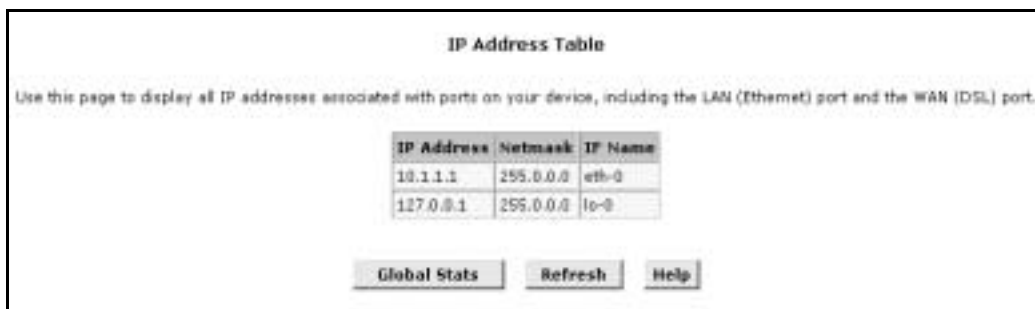 IP Address Table
Use this page to display all IP addresses associated with ports on your device, including the LAN (Ethernet) port and the WAN (DSL) port.
IP Address Netmask IF Name
10.1.1.1 255.0.0.0 eth-0
127.0.0.1 255.0.0.0 lo-0
Global Stats Refresh Help